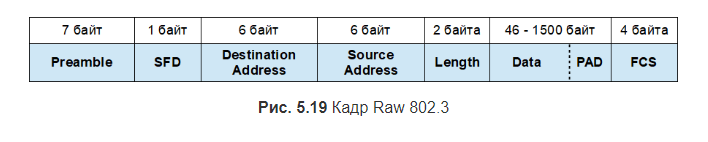 7 байт 1 байт 6 байт 6 байт 2 байта 46 - 1500 байт 4 байта
Preamble SFD Destination Address Source Address Length Data PAD FCS
Рис. 5.19 Кадр Raw 802.3